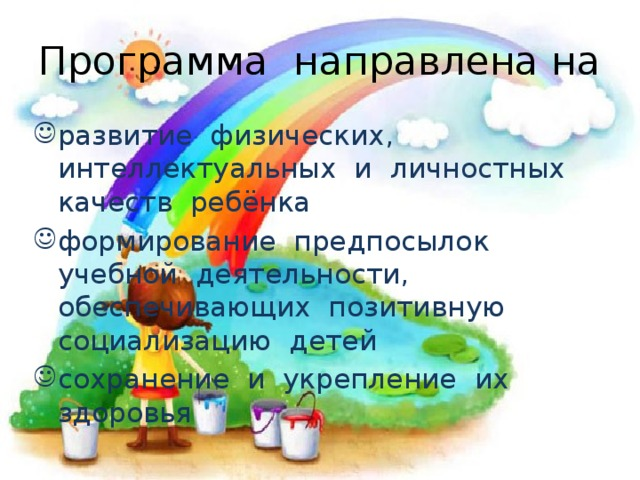 Программа направлена на
☺развитие физических,
интеллектуальных и личностных
качеств ребёнка
☺формирование предпосылок
учебной деятельности,
обеспечивающих позитивную
социализацию детей
☺сохранение и укрепление их
здоровья